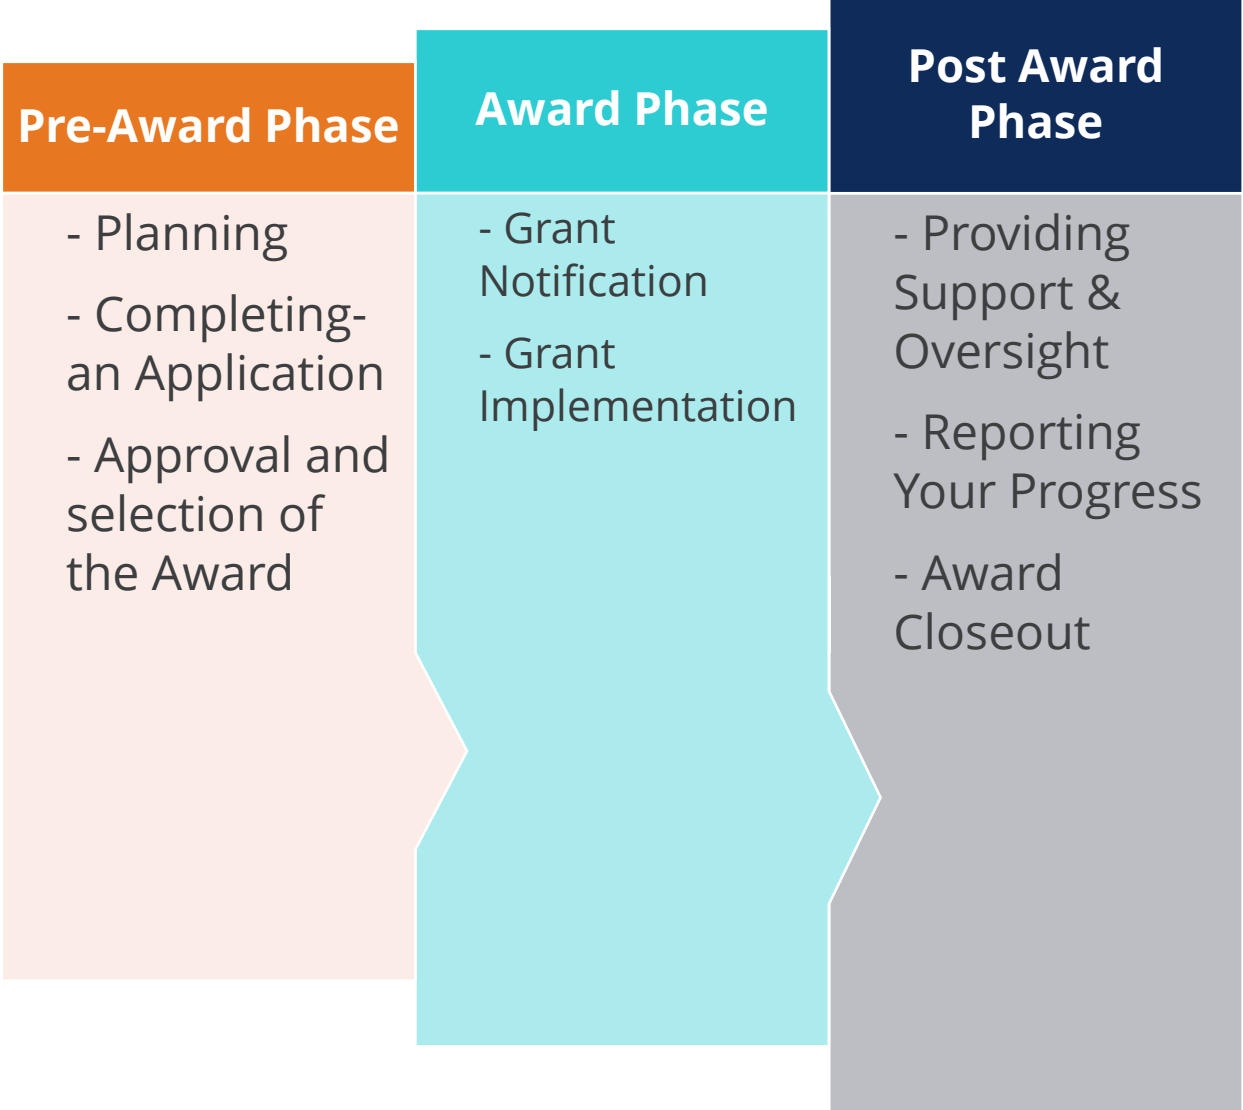 Pre-Award Phase
- Planning
- Completing-
an Application
- Approval and
selection of
the Award
Award Phase
- Grant
Notification
- Grant
Implementation
Post Award
Phase
- Providing
Support &
Oversight
- Reporting
Your Progress
- Award
Closeout